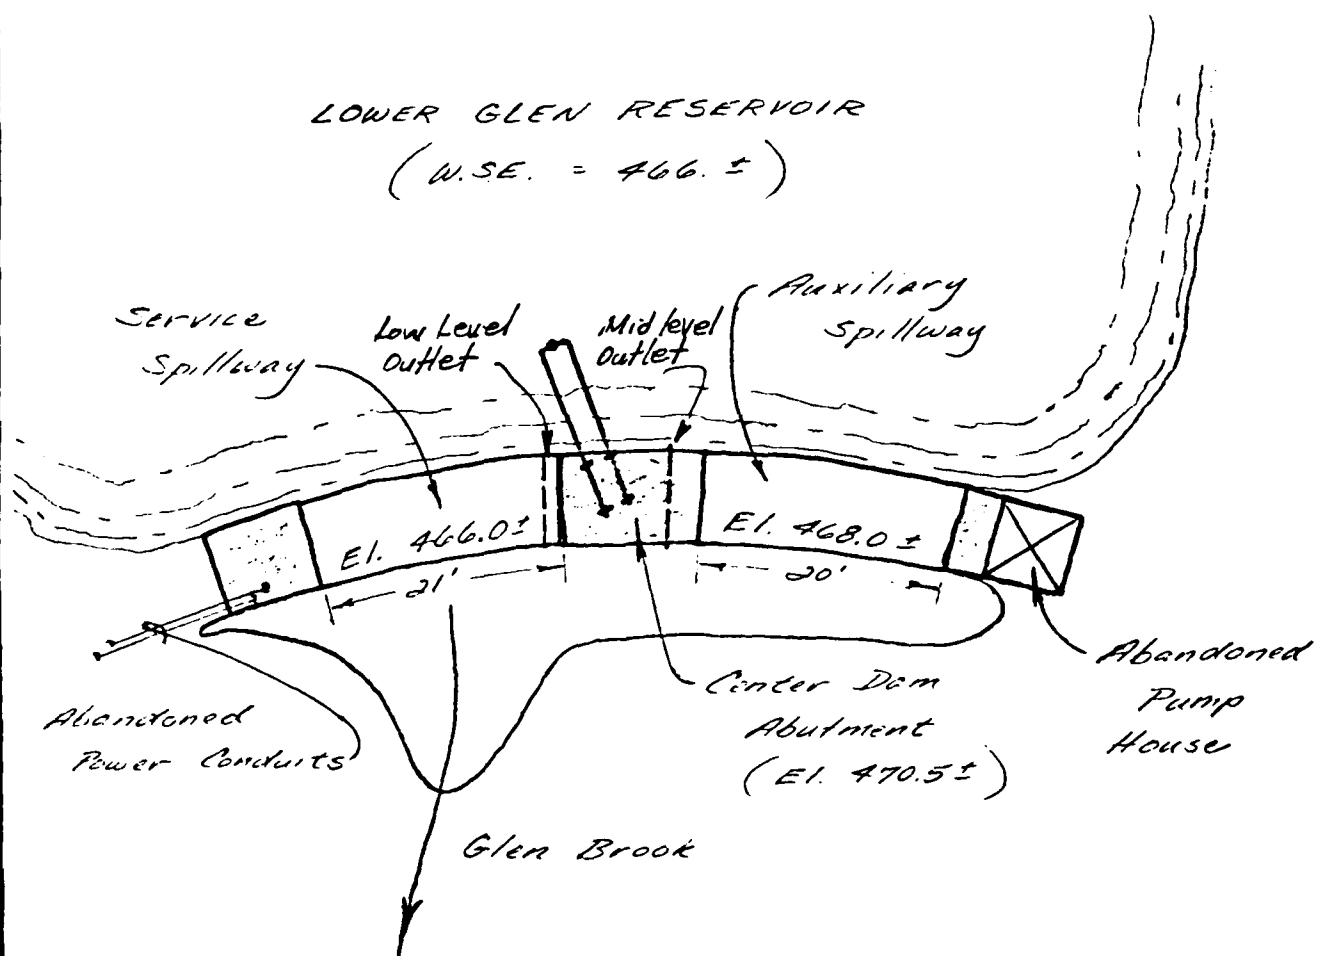 LOWER GLEN RESERVOIR
( W.S.E. = 466. ± )
Service
Spillway
Low Level
Outlet
Mid level
Outlet
Auxiliary
Spillway
El. 466.0 ±
El. 468.0 ±
21'
20'
Abandoned
Power Conduits
Center Dam
Abutment
( El. 470.5 ± )
Abandoned
Pump
House
Glen Brook